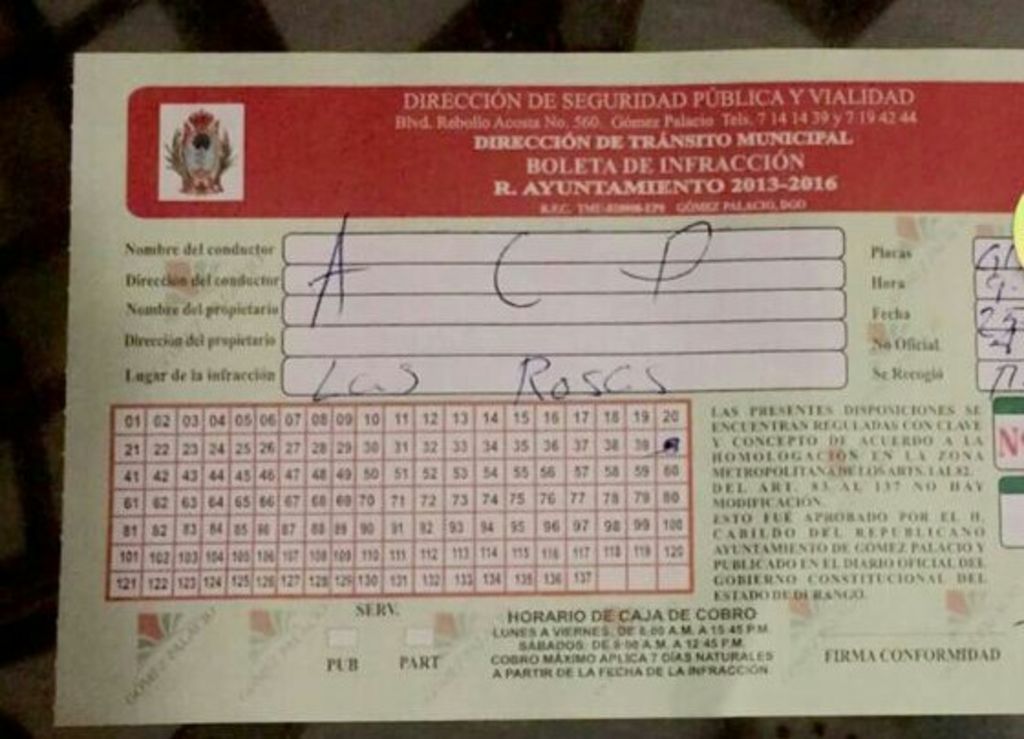 DIRECCIÓN DE SEGURIDAD PÚBLICA Y VIALIDAD
Blvd. Rebollo Acosta No. 560. Gómez Palacio Tels. 7 14 14 39 y 7 19 42 44
DIRECCIÓN DE TRÁNSITO MUNICIPAL
BOLETA DE INFRACCIÓN
R. AYUNTAMIENTO 2013-2016
R.F.C. GÓMEZ PALACIO, DGO
Nombre del conductor
Dirección del conductor
Nombre del propietario
Dirección del propietario
Lugar de la infracción
A C P
Las Rosas
Placas
Hora
Fecha
No Oficial
Se Recogió
01 02 03 04 05 06 07 08 09 10 11 12 13 14 15 16 17 18 19 20
21 22 23 24 25 26 27 28 29 30 31 32 33 34 35 36 37 38 39
41 42 43 44 45 46 47 48 49 50 51 52 53 54 55 56 57 58 59 60
61 62 63 64 65 66 67 68 69 70 71 72 73 74 75 76 77 78 79 80
81 82 83 84 85 86 87 88 89 90 91 92 93 94 95 96 97 98 99 100
101 102 103 104 105 106 107 108 109 110 111 112 113 114 115 116 117 118 119 120
121 122 123 124 125 126 127 128 129 130 131 132 133 134 135 136 137
LAS PRESENTES DISPOSICIONES SE
ENCUENTRAN REGULADAS CON CLAVE
Y CONCEPTO DE ACUERDO A LA
HOMOLOGACIÓN EN LA ZONA
METROPOLITANA DE LOS ARTS. 1 AL 82.
DEL ART. 83 AL 137 NO HAY
MODIFICACIÓN.
ESTO FUE APROBADO POR EL H.
CABILDO DEL REPUBLICANO
AYUNTAMIENTO DE GÓMEZ PALACIO Y
PUBLICADO EN EL DIARIO OFICIAL DEL
GOBIERNO CONSTITUCIONAL DEL
ESTADO DE DURANGO.
SERV.
PUB PART
HORARIO DE CAJA DE COBRO
LUNES A VIERNES: DE 8:00 A.M. A 15:45 P.M.
SÁBADOS: DE 9:00 A.M. A 12:45 P.M.
COBRO MÁXIMO APLICA 7 DÍAS NATURALES
A PARTIR DE LA FECHA DE LA INFRACCIÓN
FIRMA CONFORMIDAD
GÓMEZ PALACIO